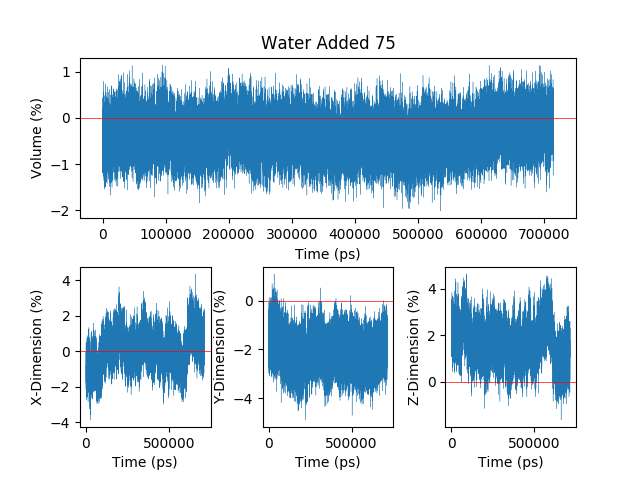 Water Added 75
Volume (%)
1
0
−1
−2
0 100000 200000 300000 400000 500000 600000 700000
Time (ps)
X-Dimension (%)
4
2
0
−2
−4
0 500000
Time (ps)
Y-Dimension (%)
0
−2
−4
0 500000
Time (ps)
Z-Dimension (%)
4
2
0
0 500000
Time (ps)